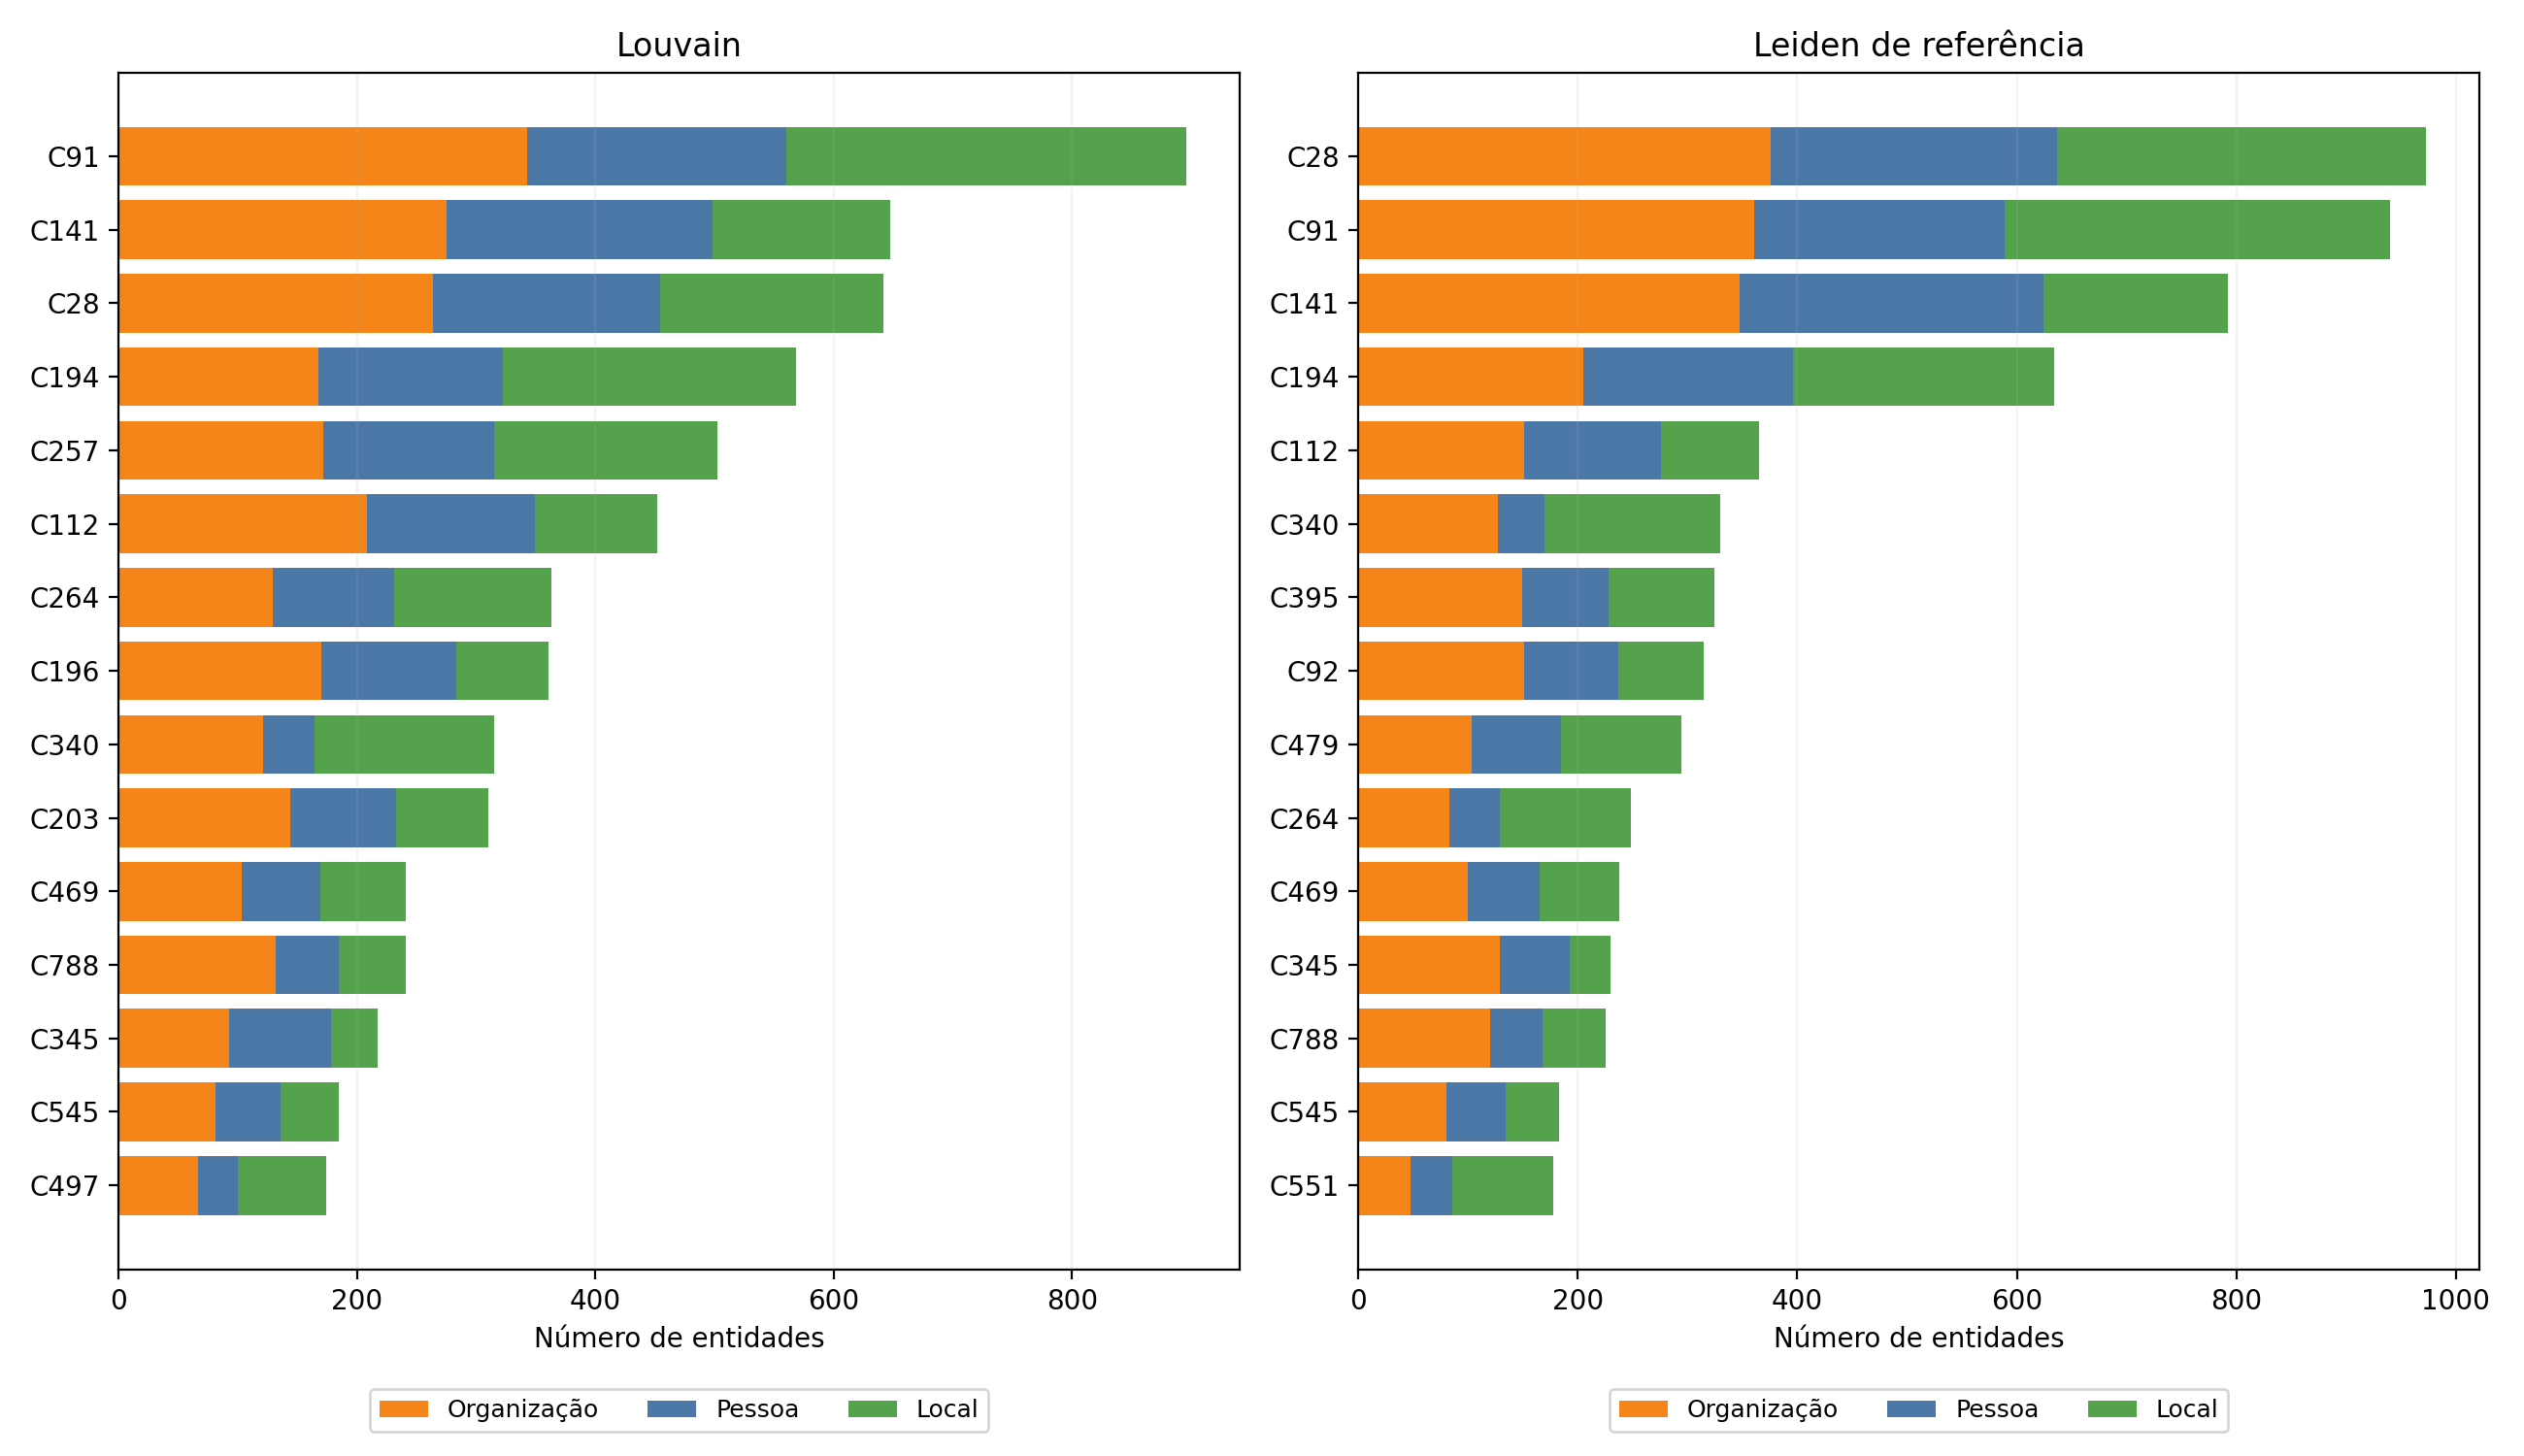 Louvain
C91
C141
C28
C194
C257
C112
C264
C196
C340
C203
C469
C788
C345
C545
C497
0 200 400 600 800
Número de entidades
Organização Pessoa Local
Leiden de referência
C28
C91
C141
C194
C112
C340
C395
C92
C479
C264
C469
C345
C788
C545
C551
0 200 400 600 800 1000
Número de entidades
Organização Pessoa Local